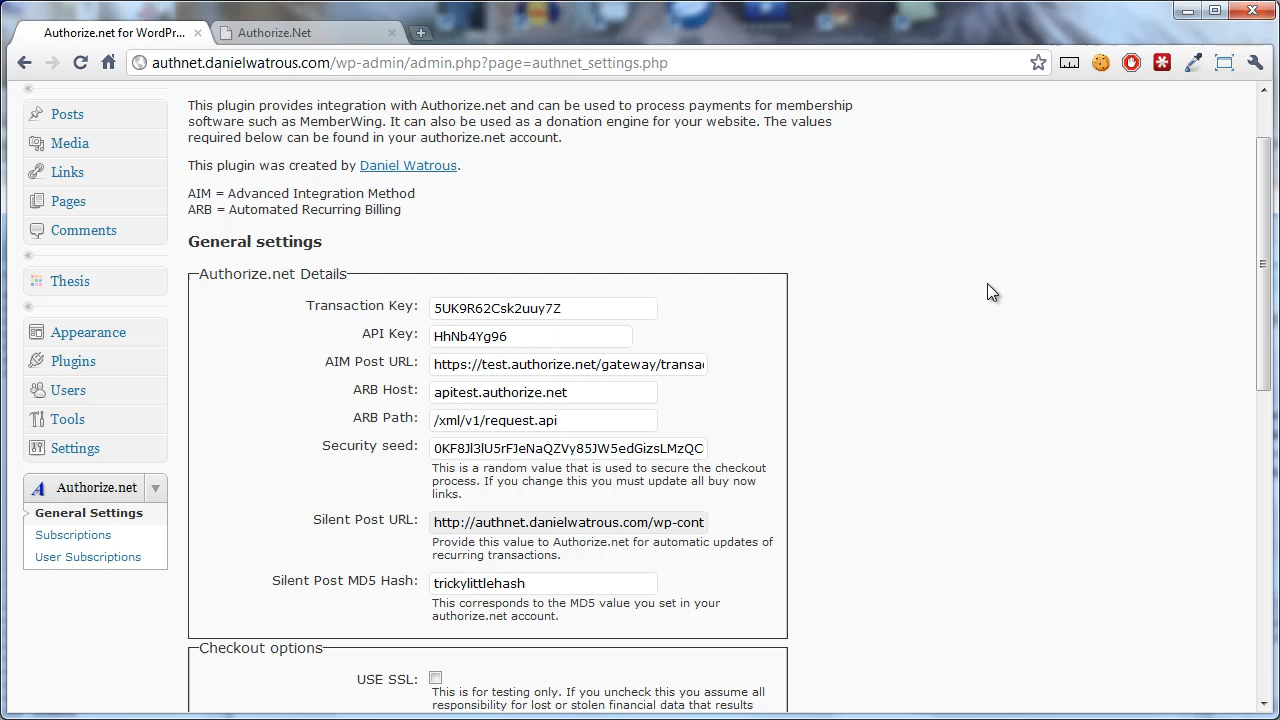 Authorize.net for WordPr...
Authorize.Net
authnet.danielwatrous.com/wp-admin/admin.php?page=authnet_settings.php
Posts
Media
Links
Pages
Comments
Thesis
Appearance
Plugins
Users
Tools
Settings
Authorize.net
General Settings
Subscriptions
User Subscriptions
This plugin provides integration with Authorize.net and can be used to process payments for membership
software such as MemberWing. It can also be used as a donation engine for your website. The values
required below can be found in your authorize.net account.
This plugin was created by Daniel Watrous.
AIM = Advanced Integration Method
ARB = Automated Recurring Billing
General settings
Authorize.net Details
Transaction Key: 5UK9R62Csk2uuy7Z
API Key: HhNb4Yg96
AIM Post URL: https://test.authorize.net/gateway/transac
ARB Host: apitest.authorize.net
ARB Path: /xml/v1/request.api
Security seed: 0KF8Jl3lU5rFJeNaQZVy85JW5edGizsLMzQC
This is a random value that is used to secure the checkout
process. If you change this you must update all buy now
links.
Silent Post URL: http://authnet.danielwatrous.com/wp-cont
Provide this value to Authorize.net for automatic updates of
recurring transactions.
Silent Post MD5 Hash: trickylittlehash
This corresponds to the MD5 value you set in your
authorize.net account.
Checkout options
USE SSL:
This is for testing only. If you uncheck this you assume all
responsibility for lost or stolen financial data that results